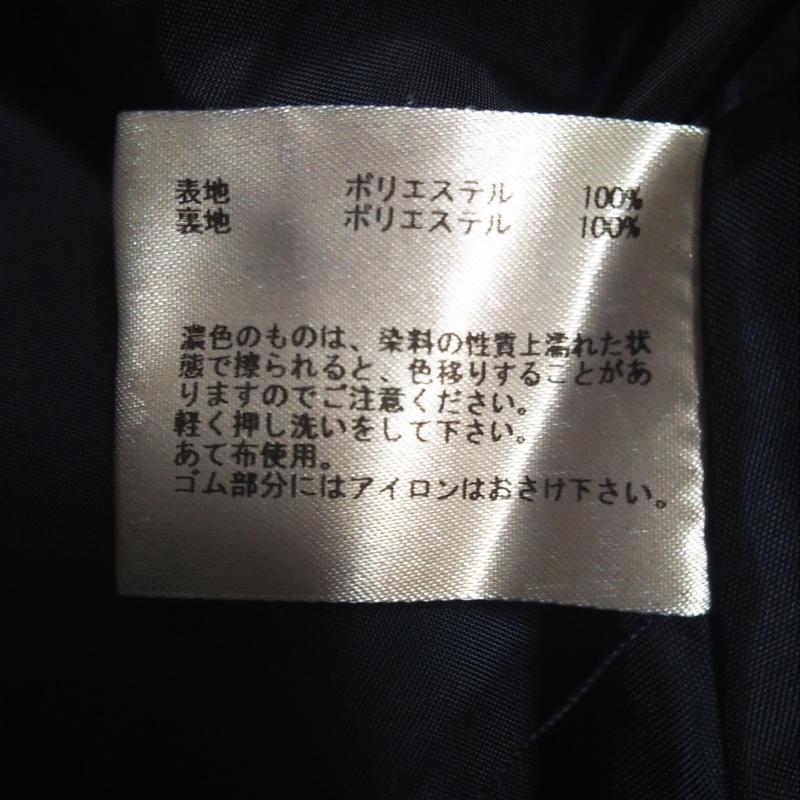 表地 ポリエステル 100%
裏地 ポリエステル 100%
濃色のものは、染料の性質上濡れた状
態で擦られると、色移りすることがあ
りますのでご注意ください。
軽く押し洗いをして下さい。
あて布使用。
ゴム部分にはアイロンはおさけ下さい。